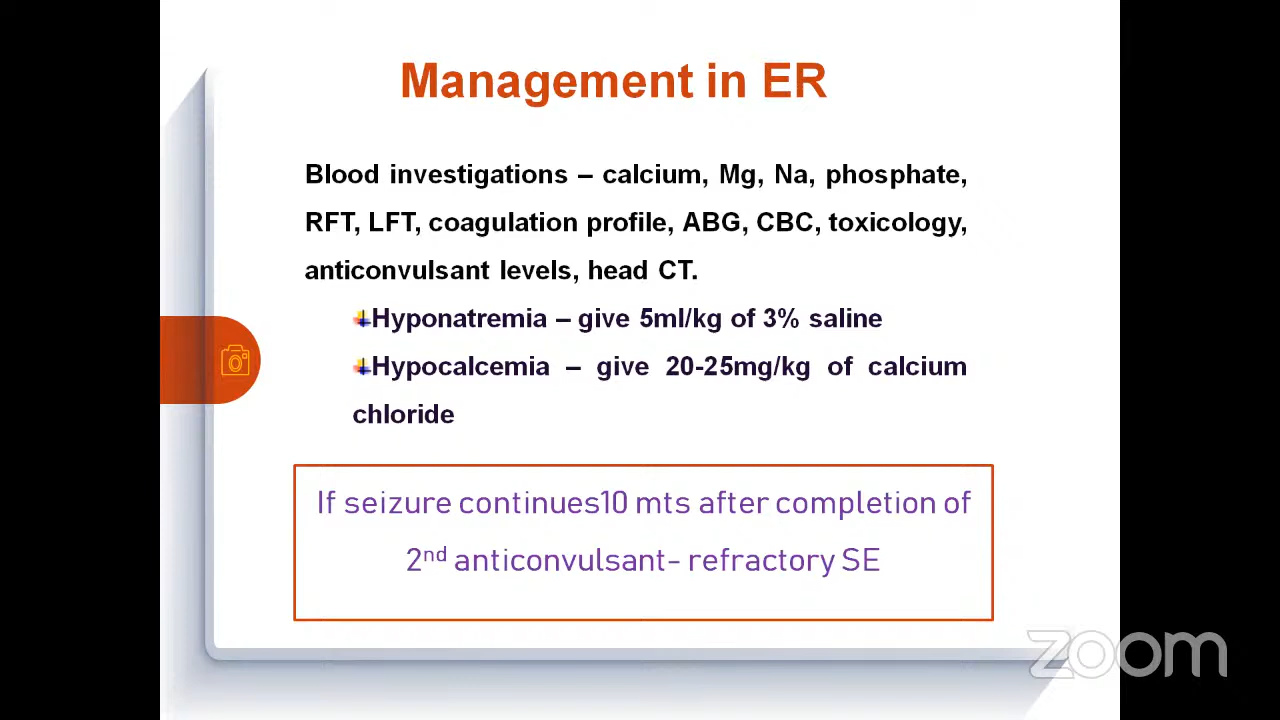 Management in ER
Blood investigations – calcium, Mg, Na, phosphate,
RFT, LFT, coagulation profile, ABG, CBC, toxicology,
anticonvulsant levels, head CT.
Hyponatremia – give 5ml/kg of 3% saline
Hypocalcemia – give 20-25mg/kg of calcium
chloride
If seizure continues10 mts after completion of
2nd anticonvulsant- refractory SE
zoom